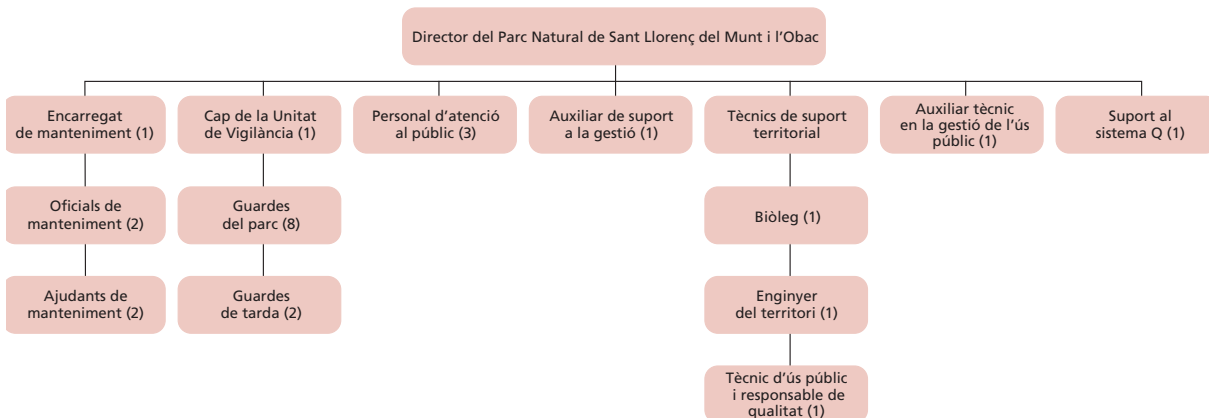 Director del Parc Natural de Sant Llorenç del Munt i l’Obac
Encarregat
de manteniment (1)
Cap de la Unitat
de Vigilància (1)
Personal d’atenció
al públic (3)
Auxiliar de suport
a la gestió (1)
Tècnics de suport
territorial
Auxiliar tècnic
en la gestió de l’ús
públic (1)
Suport al
sistema Q (1)
Oficials de
manteniment (2)
Guardes
del parc (8)
Biòleg (1)
Ajudants de
manteniment (2)
Guardes
de tarda (2)
Enginyer
del territori (1)
Tècnic d’ús públic
i responsable de
qualitat (1)